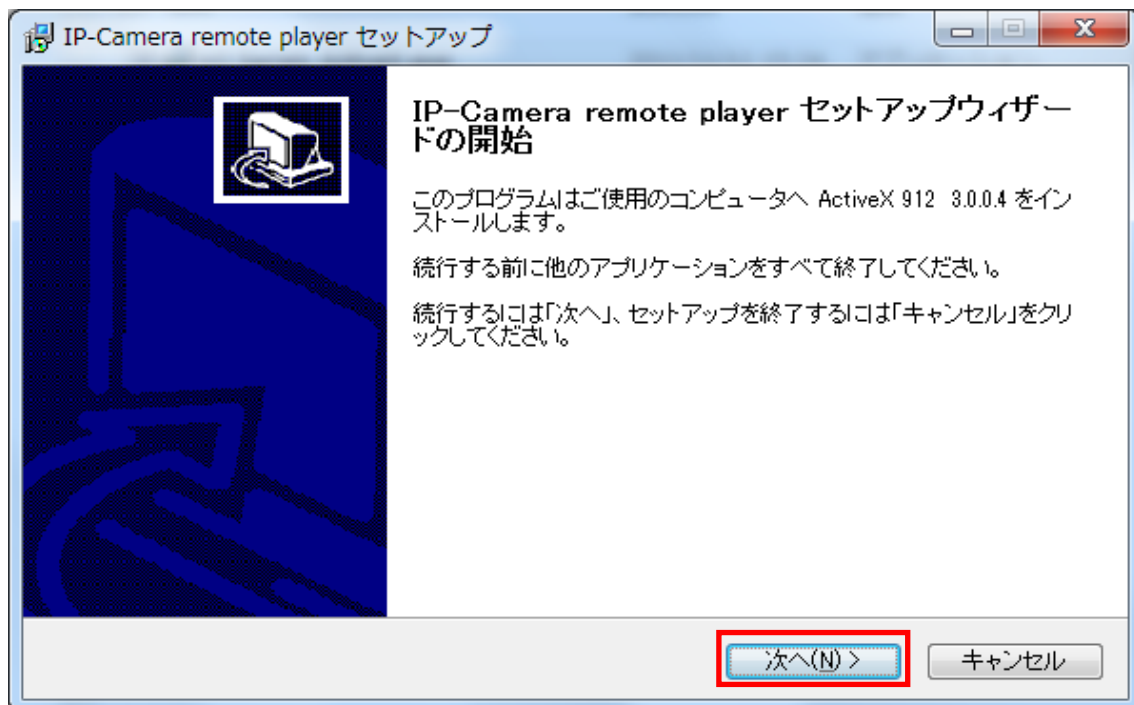 IP-Camera remote player セットアップ
IP-Camera remote player セットアップウィザー
ドの開始
このプログラムはご使用のコンピュータへ ActiveX 912 3.0.0.4 をイン
ストールします。
続行する前に他のアプリケーションをすべて終了してください。
続行するには「次へ」、セットアップを終了するには「キャンセル」をクリ
ックしてください。
次へ(N) >
キャンセル